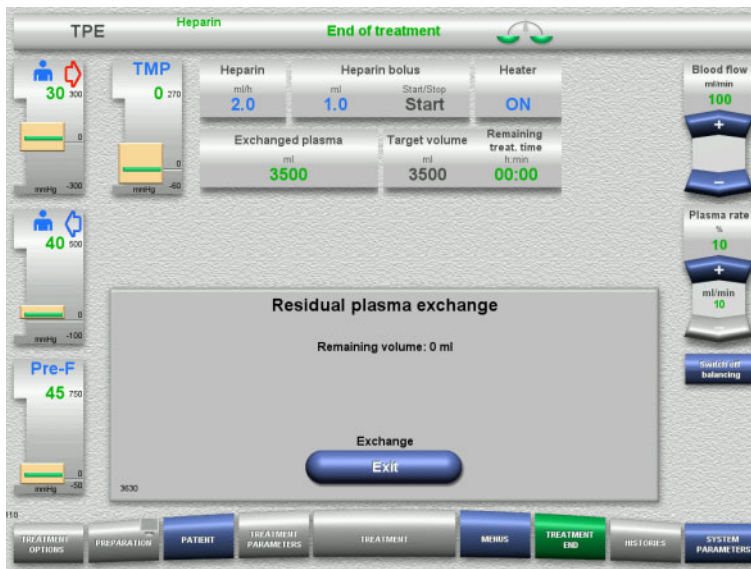 TPE
Heparin
End of treatment
30 300
0
mmHg -300
TMP
0 270
0
mmHg -60
Heparin
ml/h
2.0
Heparin bolus
ml Start/Stop
1.0 Start
Heater
ON
Exchanged plasma
ml
3500
Target volume
ml
3500
Remaining
treat. time
h:min
00:00
Blood flow
ml/min
100
+
–
40 500
0
mmHg -100
Plasma rate
%
10
+
ml/min
10
–
Switch off
balancing
Pre-F
45 750
0
mmHg -50
Residual plasma exchange
Remaining volume: 0 ml
Exchange
Exit
3630
TREATMENT
OPTIONS
PREPARATION
PATIENT
TREATMENT
PARAMETERS
TREATMENT
MENUS
TREATMENT
END
HISTORIES
SYSTEM
PARAMETERS